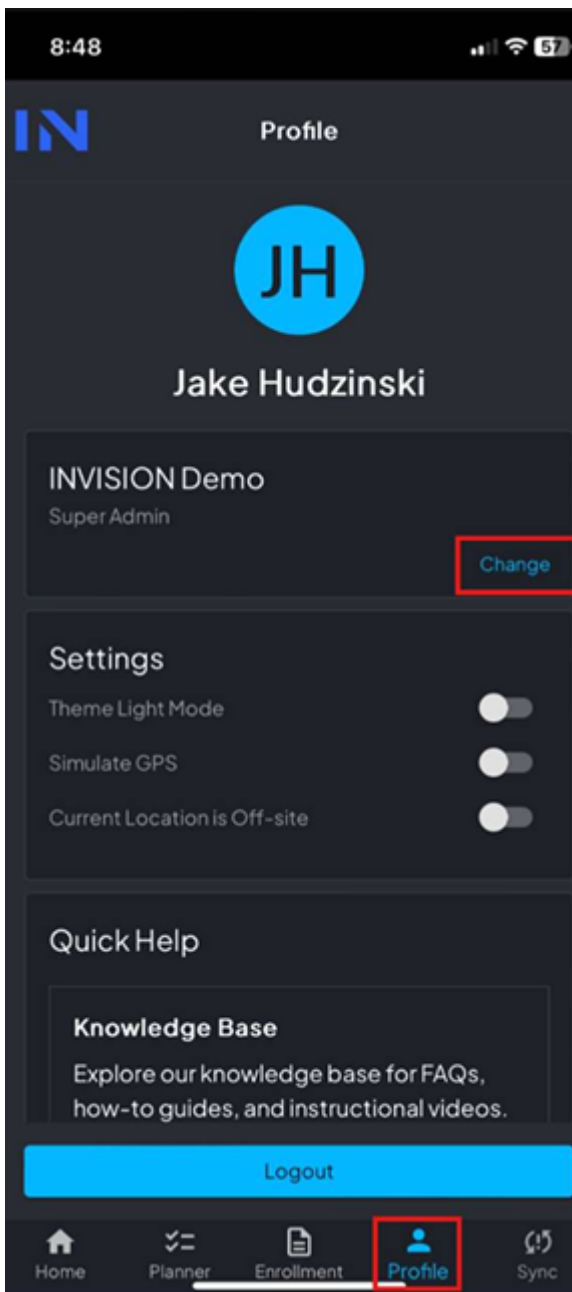 8:48
57
IN
Profile
JH
Jake Hudzinski
INVISION Demo
Super Admin
Change
Settings
Theme Light Mode
Simulate GPS
Current Location is Off-site
Quick Help
Knowledge Base
Explore our knowledge base for FAQs,
how-to guides, and instructional videos.
Logout
Home Planner Enrollment Profile Sync